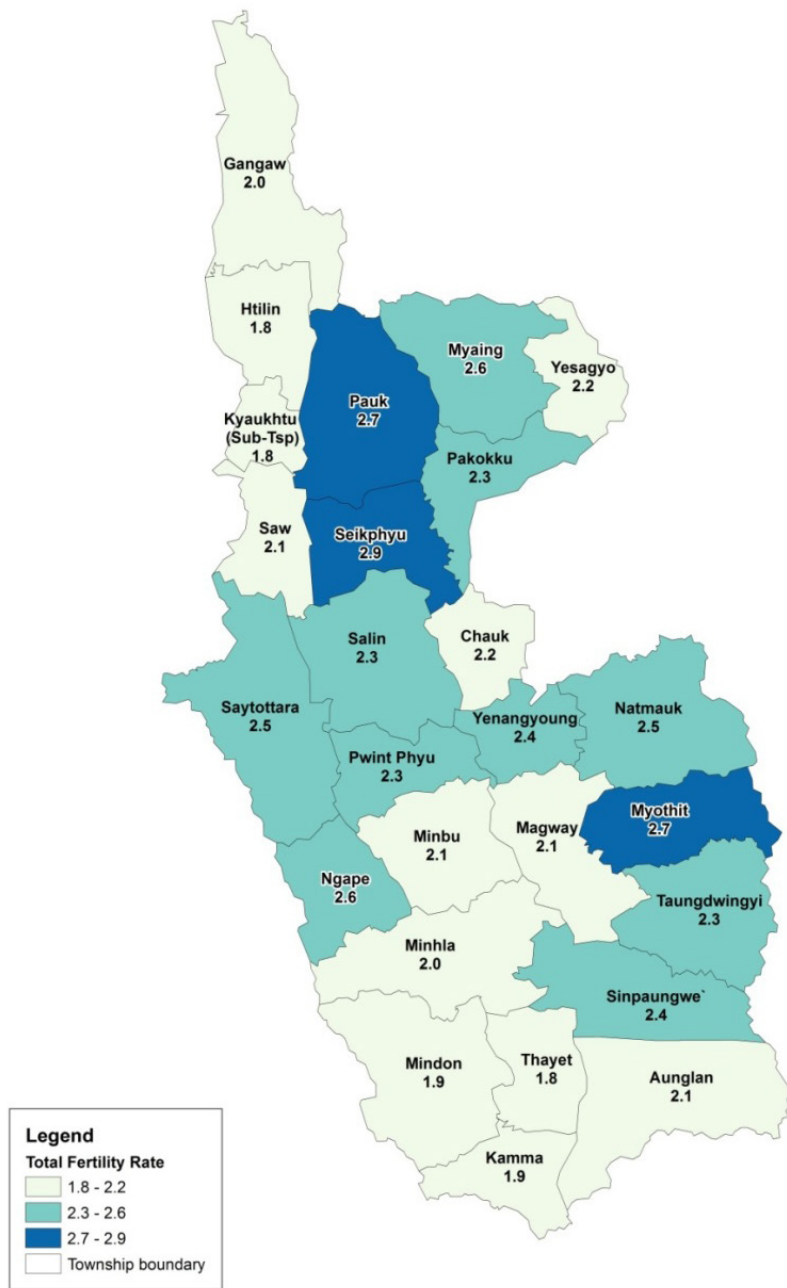 Gangaw
2.0
Htilin
1.8
Myaing
2.6
Yesagyo
2.2
Pauk
2.7
Kyaukhtu
(Sub-Tsp)
1.8
Pakokku
2.3
Saw
2.1
Seikphyu
2.9
Salin
2.3
Chauk
2.2
Saytottara
2.5
Yenangyoung
2.4
Natmauk
2.5
Pwint Phyu
2.3
Myothit
2.7
Minbu
2.1
Magway
2.1
Ngape
2.6
Taungdwingyi
2.3
Minhla
2.0
Sinpaungwe`
2.4
Mindon
1.9
Thayet
1.8
Aunglan
2.1
Kamma
1.9
Legend
Total Fertility Rate
1.8 - 2.2
2.3 - 2.6
2.7 - 2.9
Township boundary